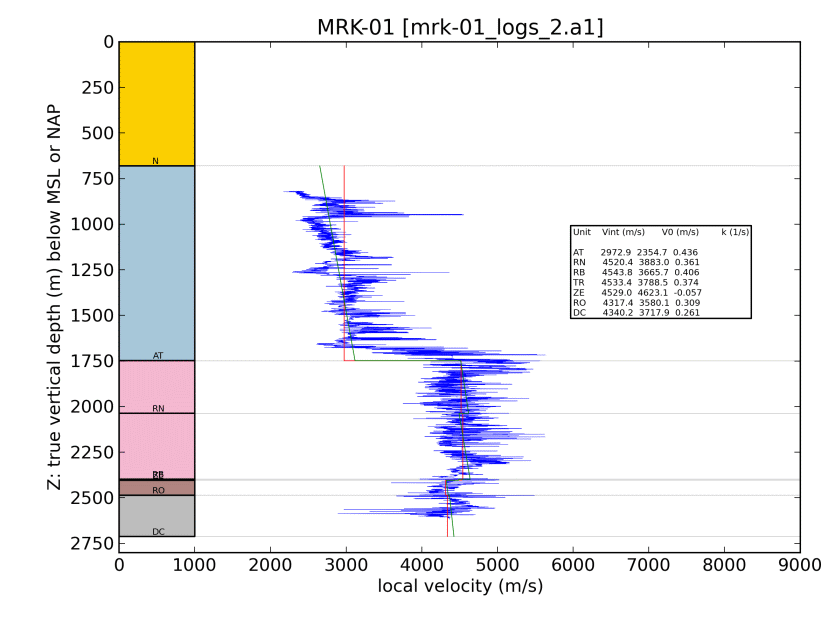 MRK-01 [mrk-01_logs_2.a1]
0
250
500
750
1000
1250
1500
1750
2000
2250
2500
2750
Z: true vertical depth (m) below MSL or NAP
N
AT
RN
RO
DC
Unit Vint (m/s) V0 (m/s) k (1/s)
AT 2972.9 2354.7 0.436
RN 4520.4 3883.0 0.361
RB 4543.8 3665.7 0.406
TR 4533.4 3788.5 0.374
ZE 4529.0 4623.1 -0.057
RO 4317.4 3580.1 0.309
DC 4340.2 3717.9 0.261
0 1000 2000 3000 4000 5000 6000 7000 8000 9000
local velocity (m/s)